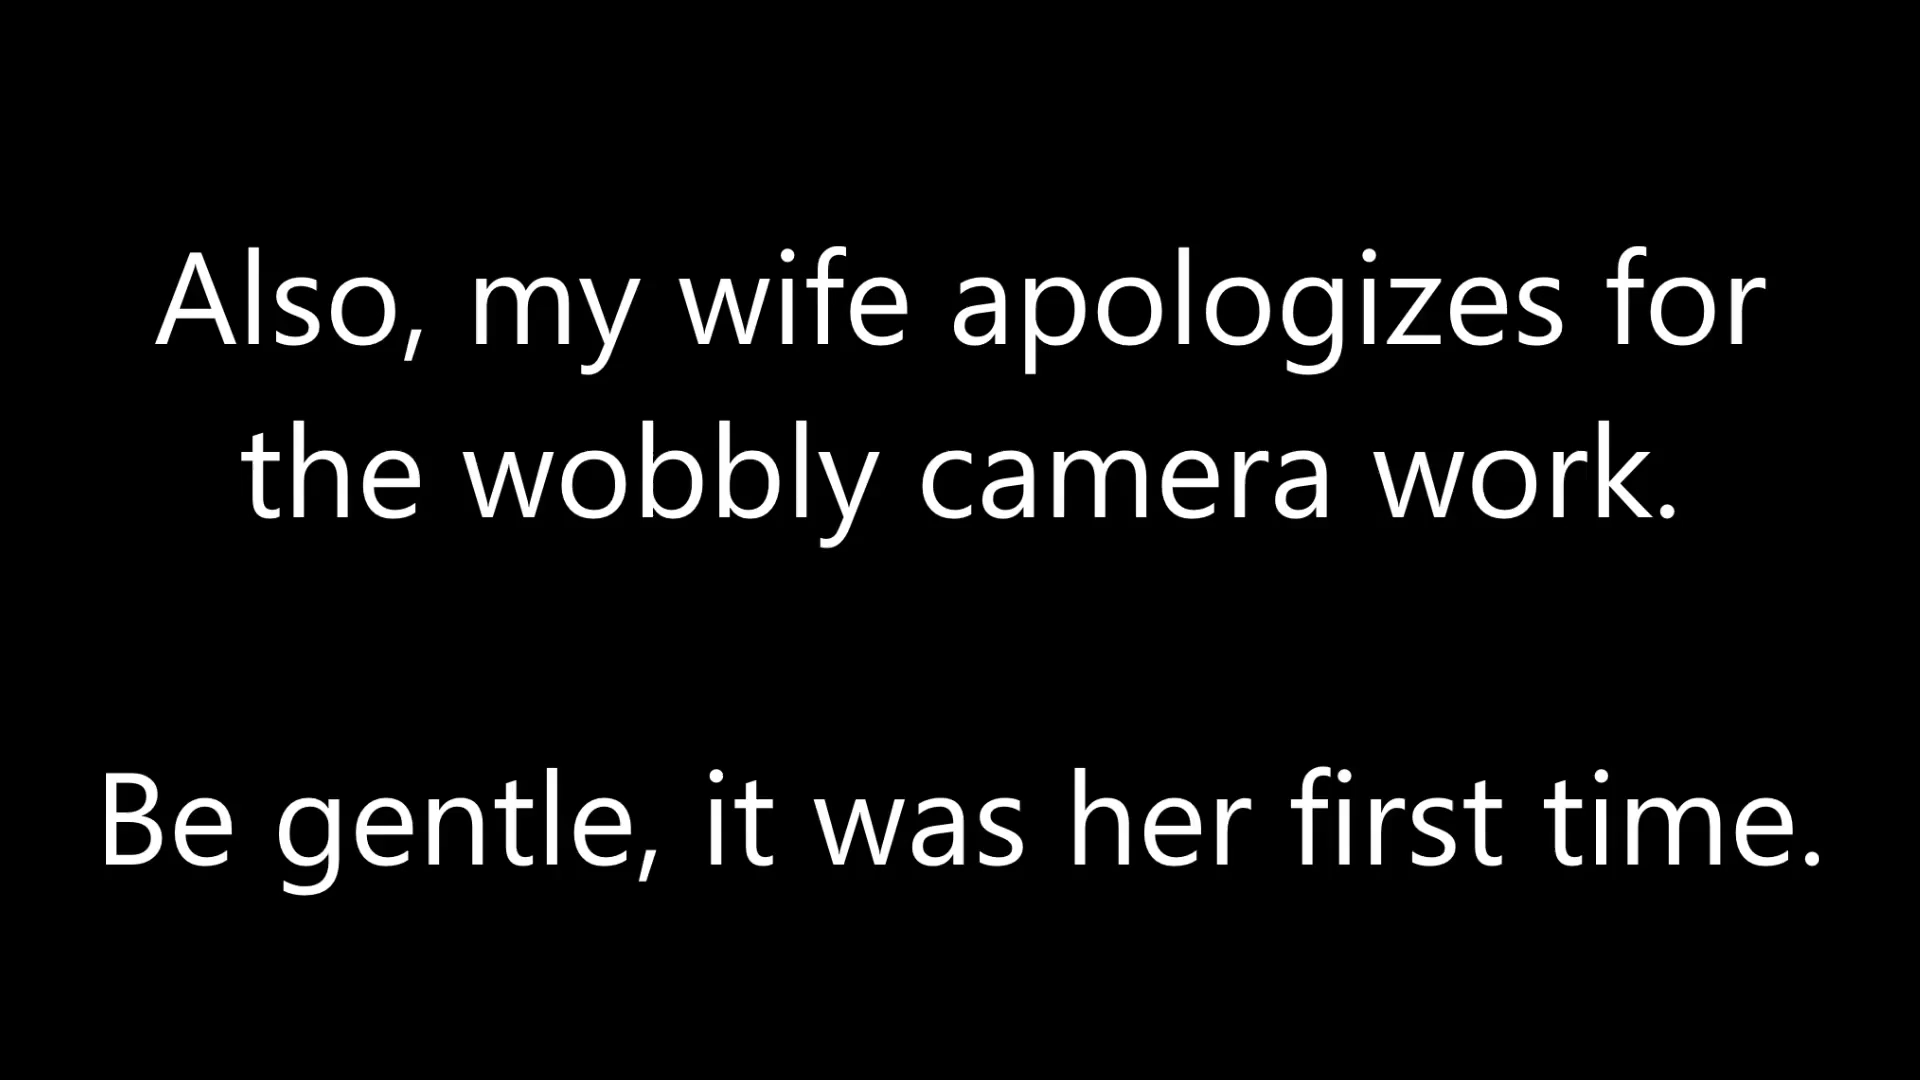 Also, my wife apologizes for
the wobbly camera work.
Be gentle, it was her first time.